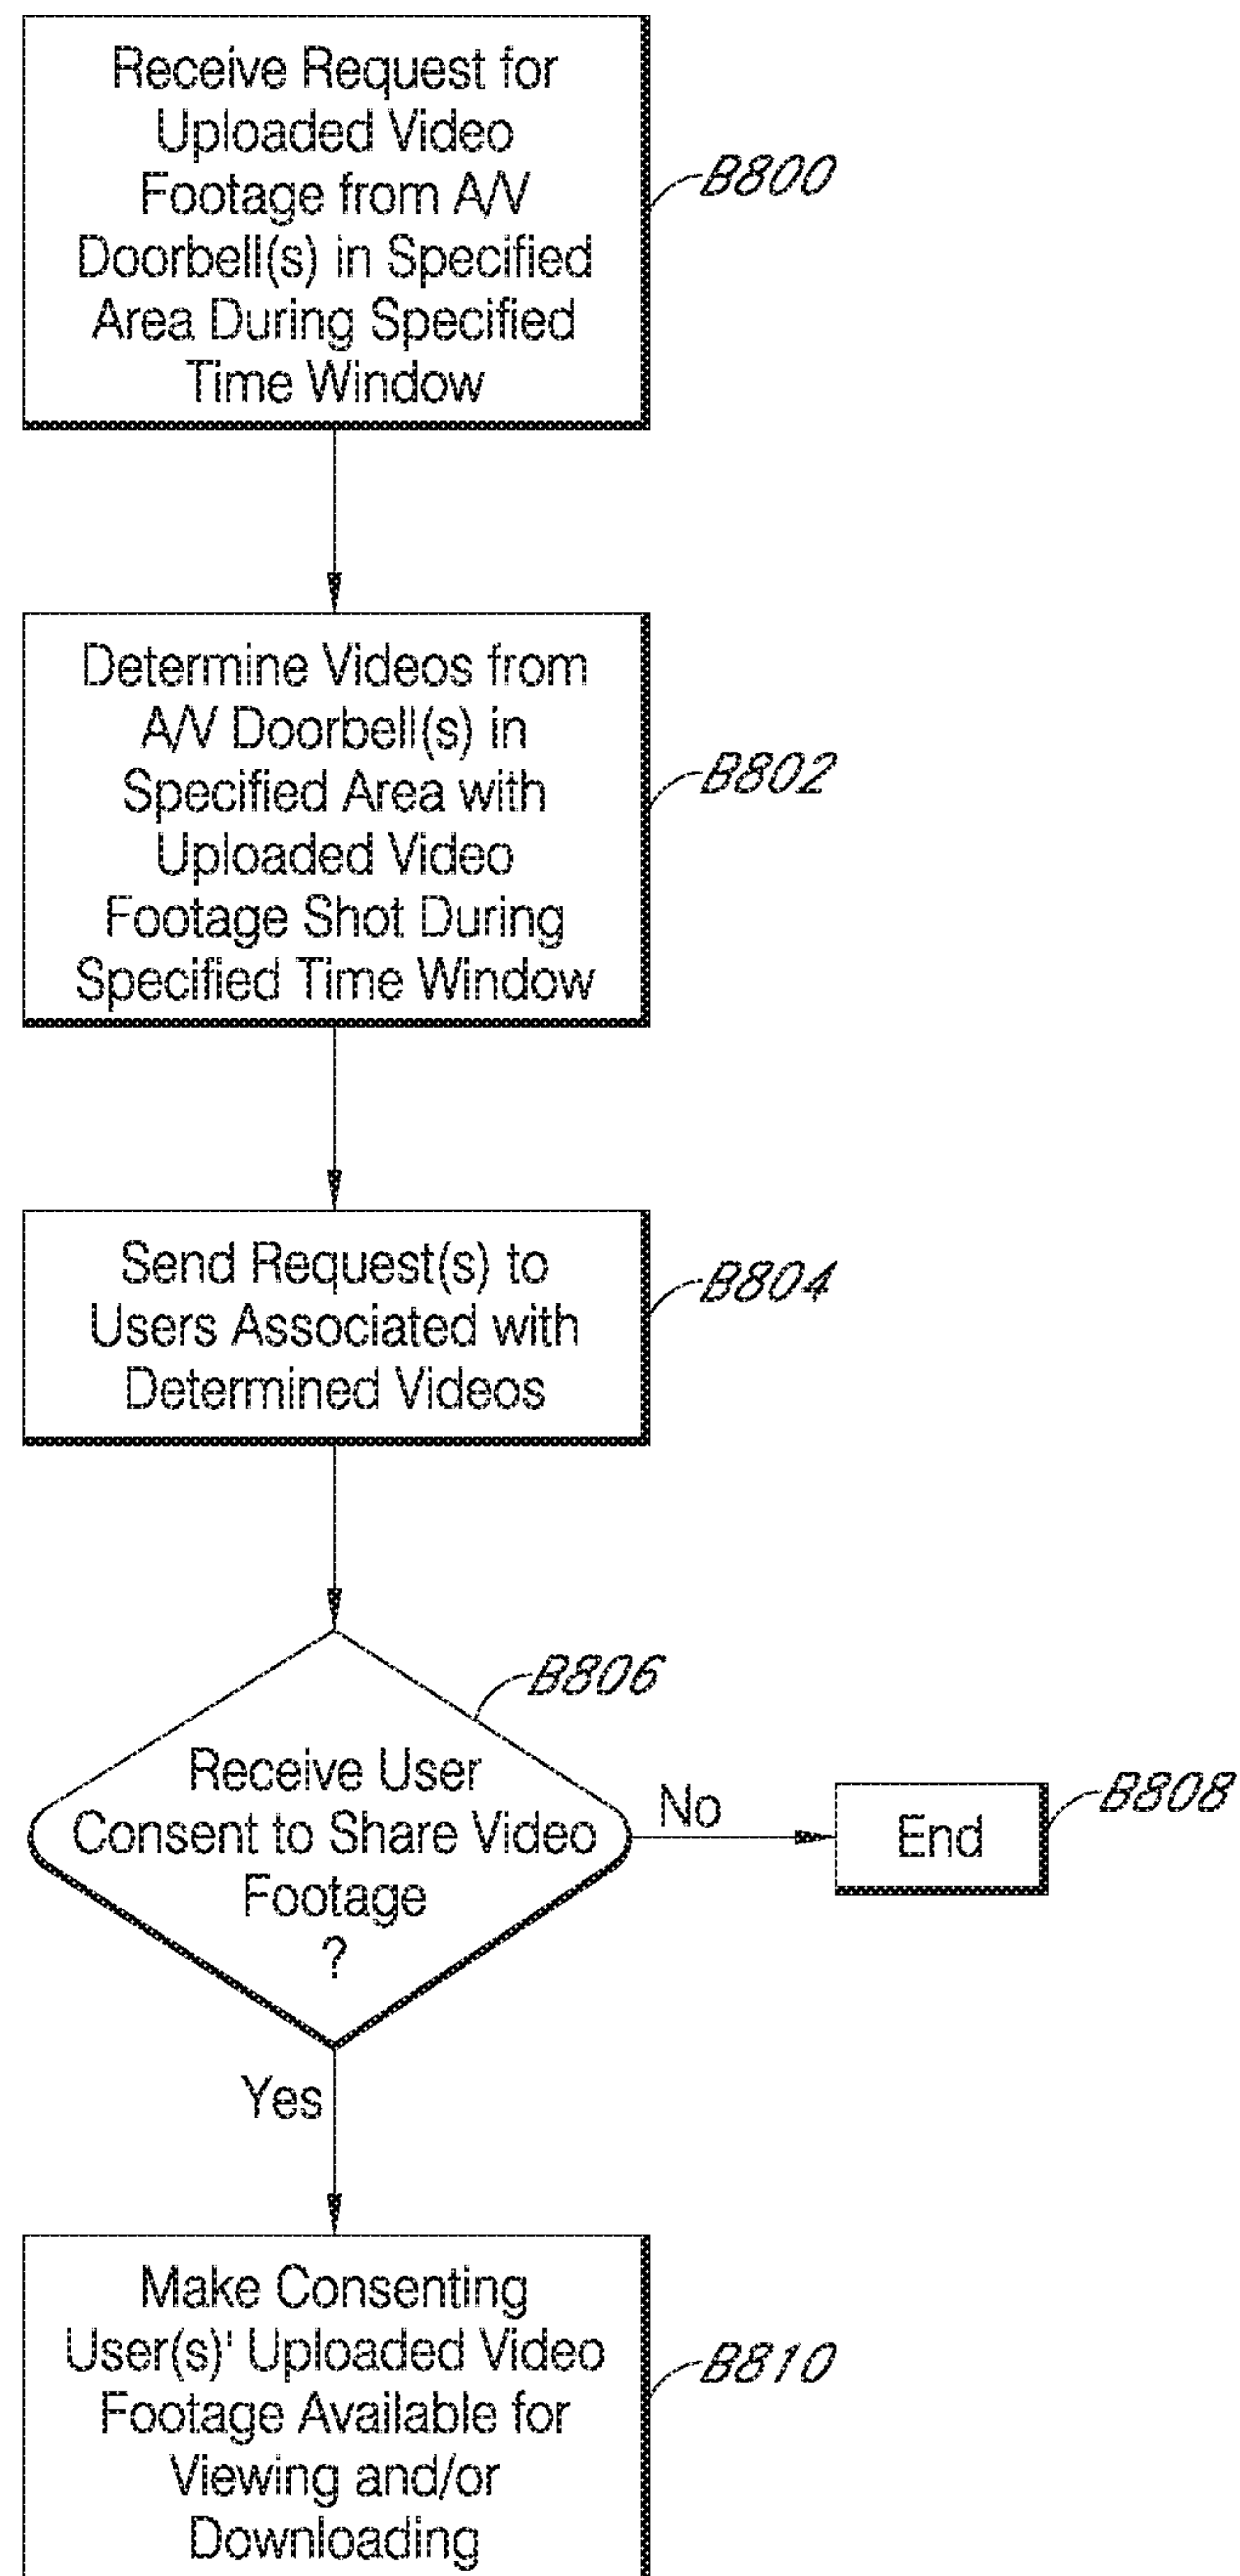 Receive Request for
Uploaded Video
Footage from A/V
Doorbell(s) in Specified
Area During Specified
Time Window
B800
Determine Videos from
A/V Doorbell(s) in
Specified Area with
Uploaded Video
Footage Shot During
Specified Time Window
B802
Send Request(s) to
Users Associated with
Determined Videos
B804
B806
Receive User
Consent to Share Video
Footage
?
No
End
B808
Yes
Make Consenting
User(s)' Uploaded Video
Footage Available for
Viewing and/or
Downloading
B810